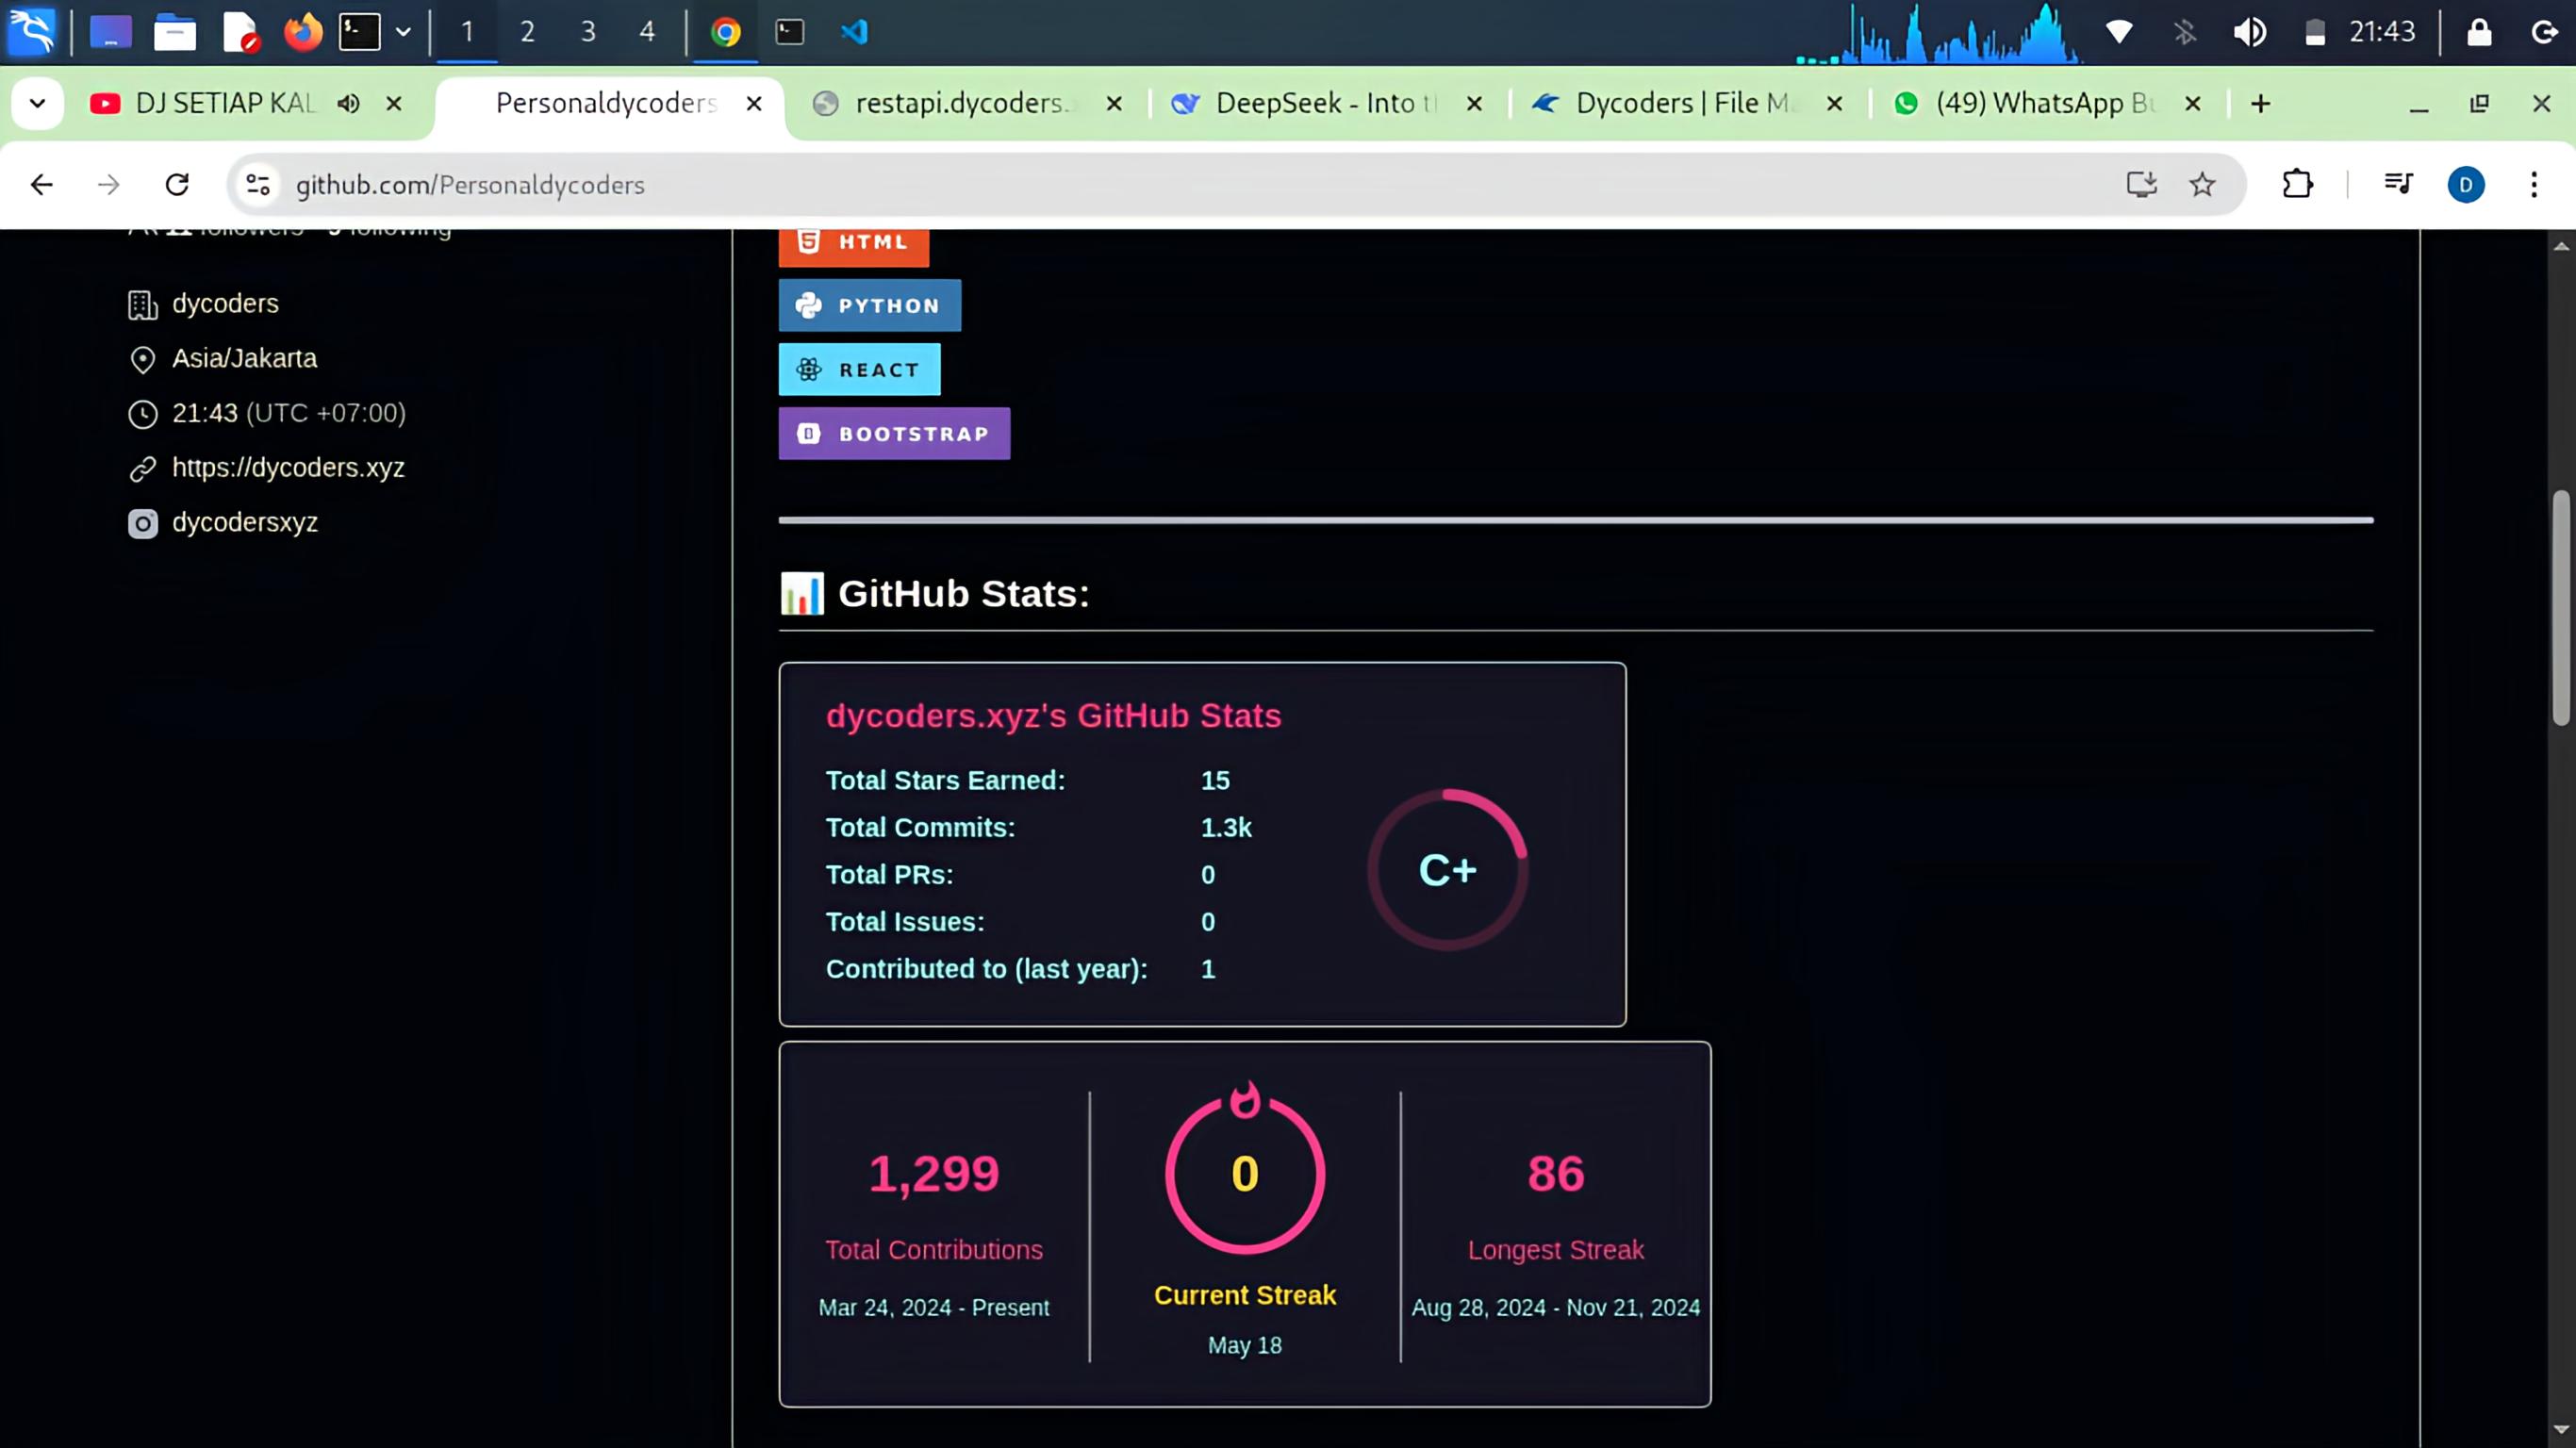 1 2 3 4 21:43
DJ SETIAP KAL
Personaldycoders
restapi.dycoders.
DeepSeek - Into t
Dycoders | File M
(49) WhatsApp B
github.com/Personaldycoders
D
11 followers
following
dycoders
Asia/Jakarta
21:43 (UTC +07:00)
https://dycoders.xyz
dycodersxyz
HTML
PYTHON
REACT
BOOTSTRAP
GitHub Stats:
dycoders.xyz's GitHub Stats
Total Stars Earned: 15
Total Commits: 1.3k
Total PRs: 0
Total Issues: 0
Contributed to (last year): 1
C+
1,299
Total Contributions
Mar 24, 2024 - Present
0
Current Streak
May 18
86
Longest Streak
Aug 28, 2024 - Nov 21, 2024